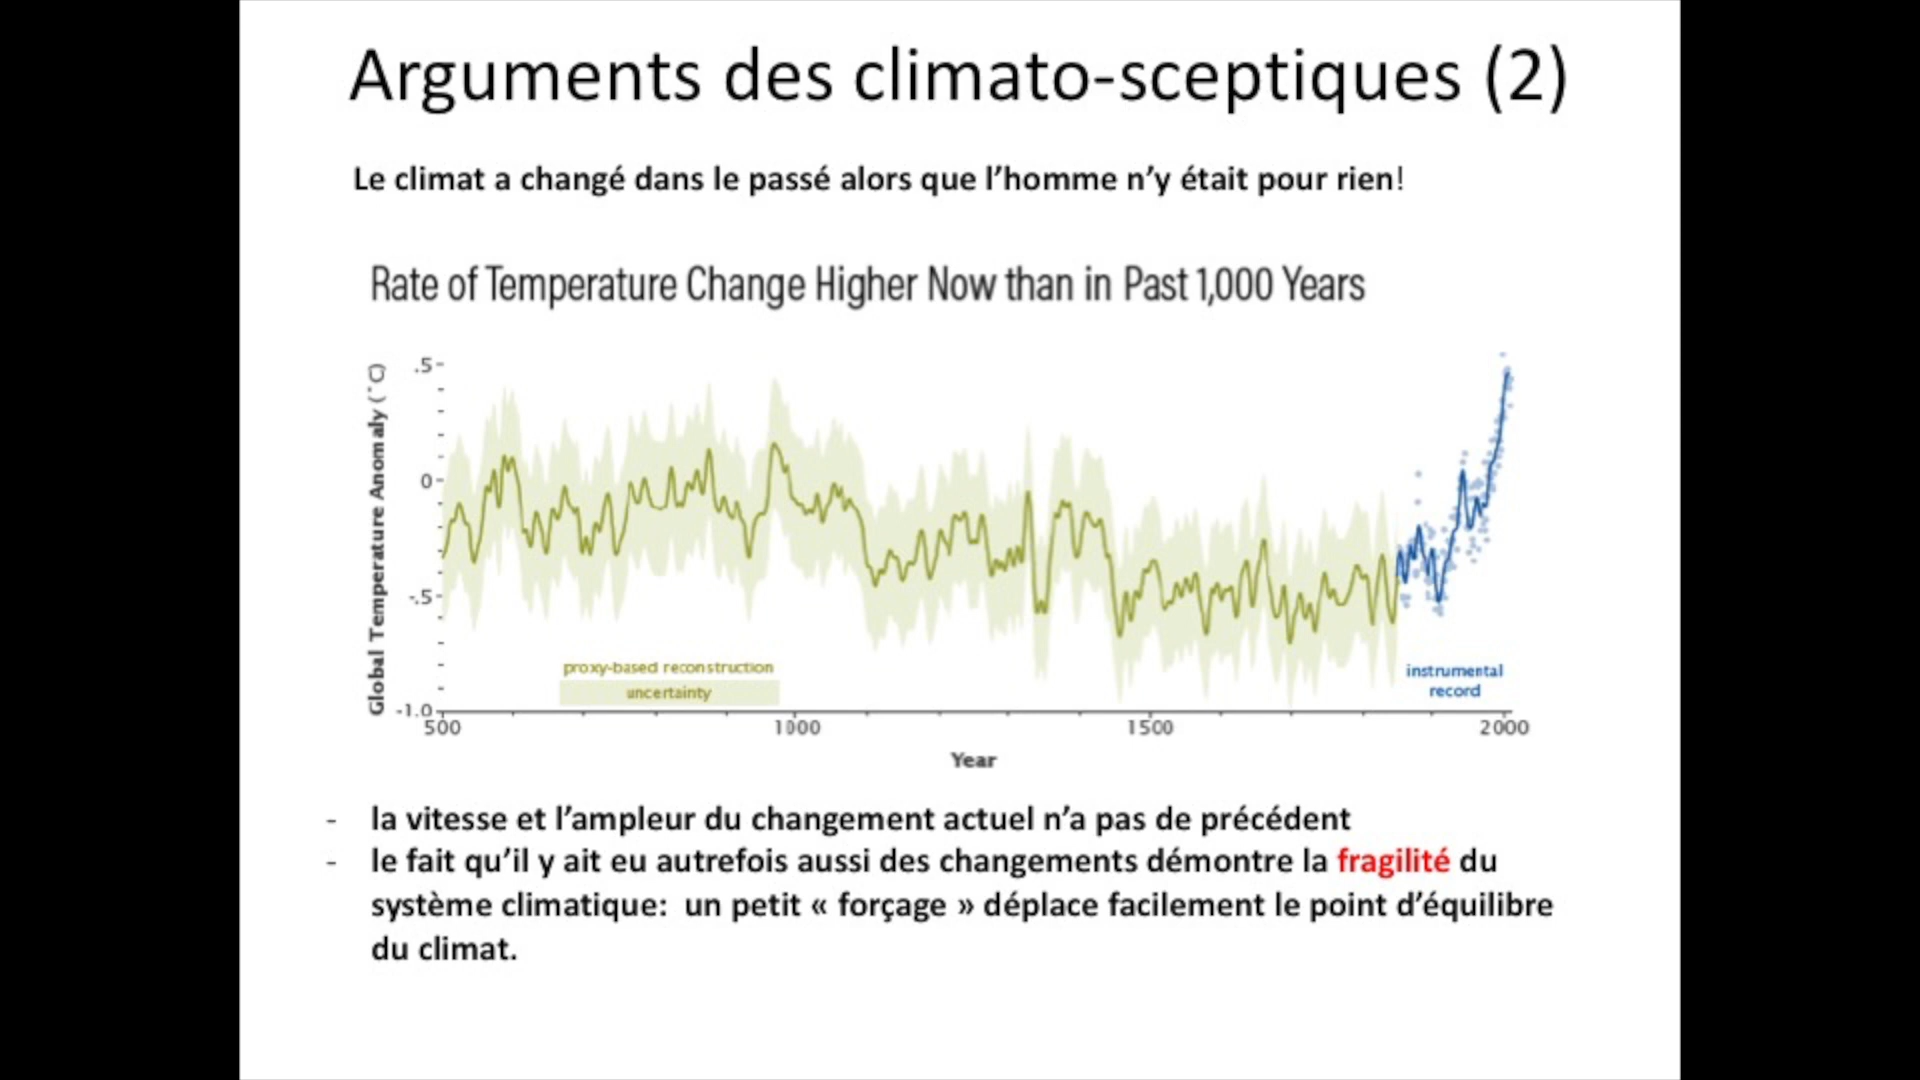 Arguments des climato-sceptiques (2)
Le climat a changé dans le passé alors que l’homme n’y était pour rien!
Rate of Temperature Change Higher Now than in Past 1,000 Years
Global Temperature Anomaly (°C)
.5
0
-.5
-1.0
proxy-based reconstruction
uncertainty
instrumental
record
500 1000 1500 2000
Year
- la vitesse et l’ampleur du changement actuel n’a pas de précédent
- le fait qu’il y ait eu autrefois aussi des changements démontre la fragilité du
système climatique: un petit « forçage » déplace facilement le point d’équilibre
du climat.